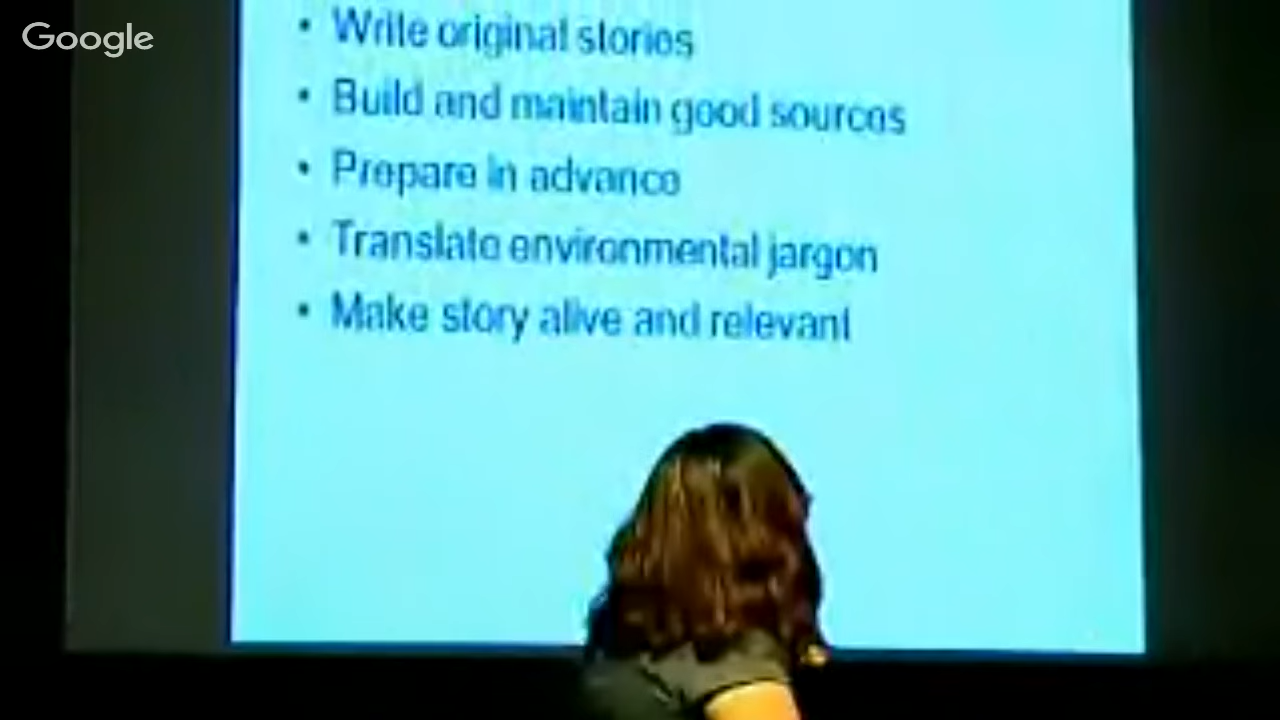 Google
• Write original stories
• Build and maintain good sources
• Prepare in advance
• Translate environmental jargon
• Make story alive and relevant